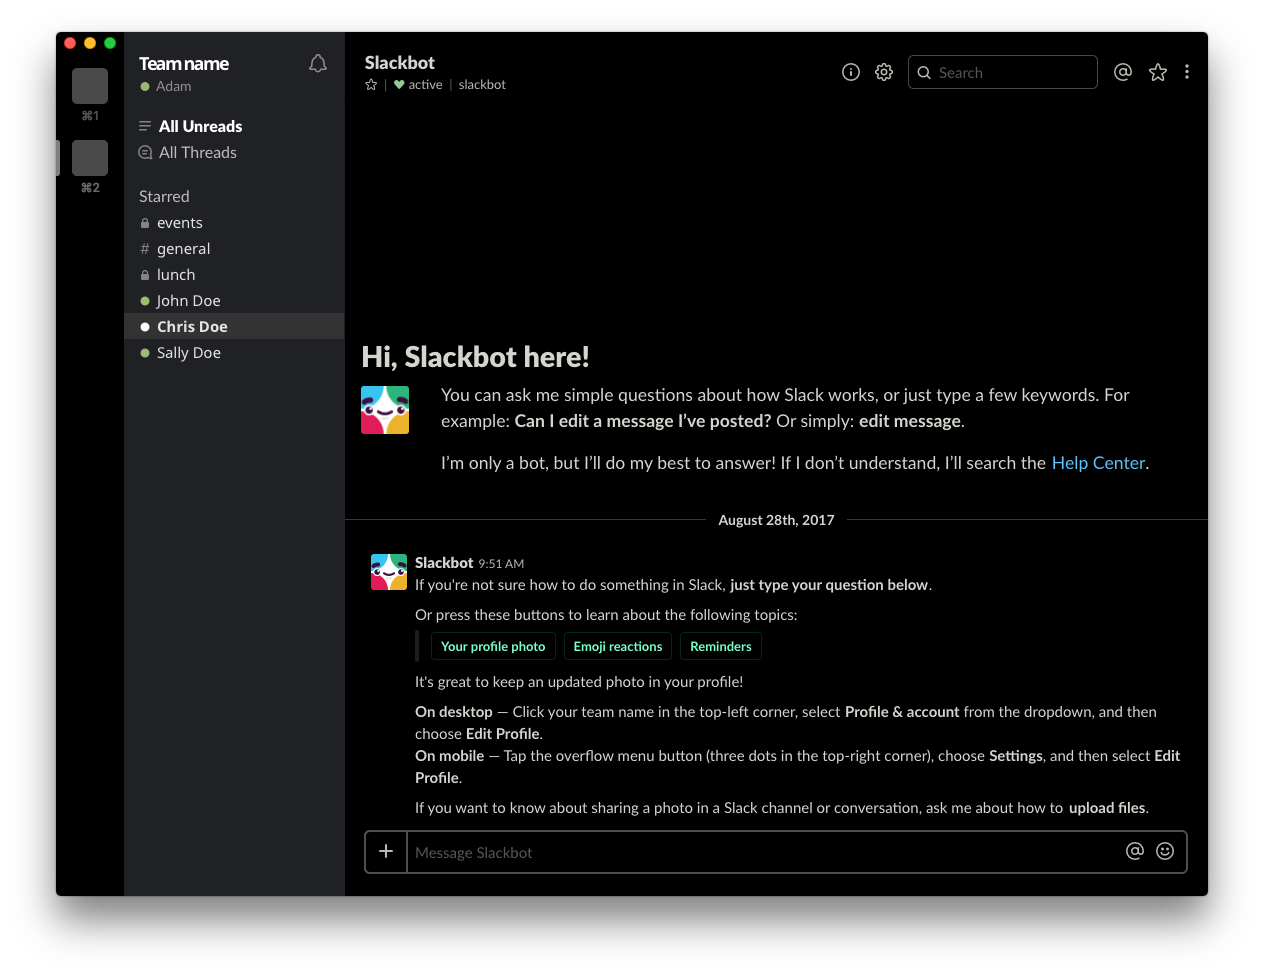 ⌘1
⌘2
Team name
Adam
All Unreads
All Threads
Starred
events
# general
lunch
John Doe
Chris Doe
Sally Doe
Slackbot
active | slackbot
Search
Hi, Slackbot here!
You can ask me simple questions about how Slack works, or just type a few keywords. For
example: Can I edit a message I’ve posted? Or simply: edit message.
I’m only a bot, but I’ll do my best to answer! If I don’t understand, I’ll search the Help Center.
August 28th, 2017
Slackbot 9:51 AM
If you're not sure how to do something in Slack, just type your question below.
Or press these buttons to learn about the following topics:
Your profile photo Emoji reactions Reminders
It's great to keep an updated photo in your profile!
On desktop — Click your team name in the top-left corner, select Profile & account from the dropdown, and then
choose Edit Profile.
On mobile — Tap the overflow menu button (three dots in the top-right corner), choose Settings, and then select Edit
Profile.
If you want to know about sharing a photo in a Slack channel or conversation, ask me about how to upload files.
Message Slackbot